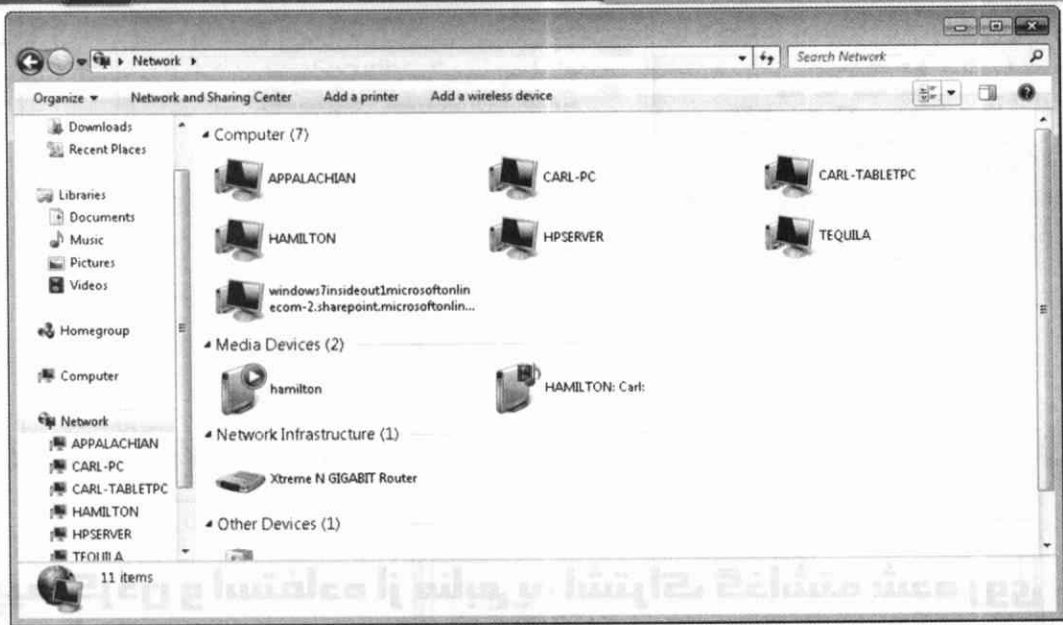 Network
Search Network
Organize
Network and Sharing Center
Add a printer
Add a wireless device
Downloads
Recent Places
Libraries
Documents
Music
Pictures
Videos
Homegroup
Computer
Network
APPALACHIAN
CARL-PC
CARL-TABLETPC
HAMILTON
HPSERVER
TEQUILA
Computer (7)
APPALACHIAN
CARL-PC
CARL-TABLETPC
HAMILTON
HPSERVER
TEQUILA
windows7insideout1microsoftonlin
ecom-2.sharepoint.microsoftonlin...
Media Devices (2)
hamilton
HAMILTON: Carl:
Network Infrastructure (1)
Xtreme N GIGABIT Router
Other Devices (1)
11 items